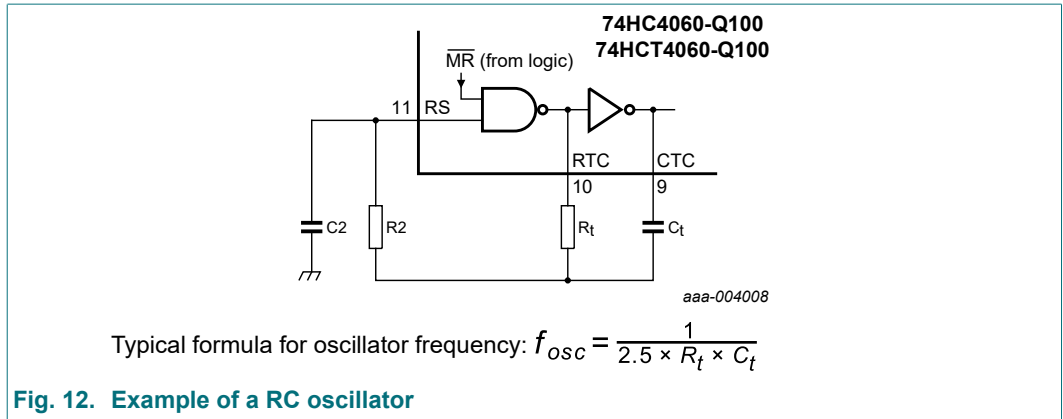 74HC4060-Q100
74HCT4060-Q100
MR (from logic)
11 RS
RTC CTC
10 9
C2 R2 Rt Ct
aaa-004008
Typical formula for oscillator frequency: fosc = 1 / 2.5 × Rt × Ct
Fig. 12. Example of a RC oscillator